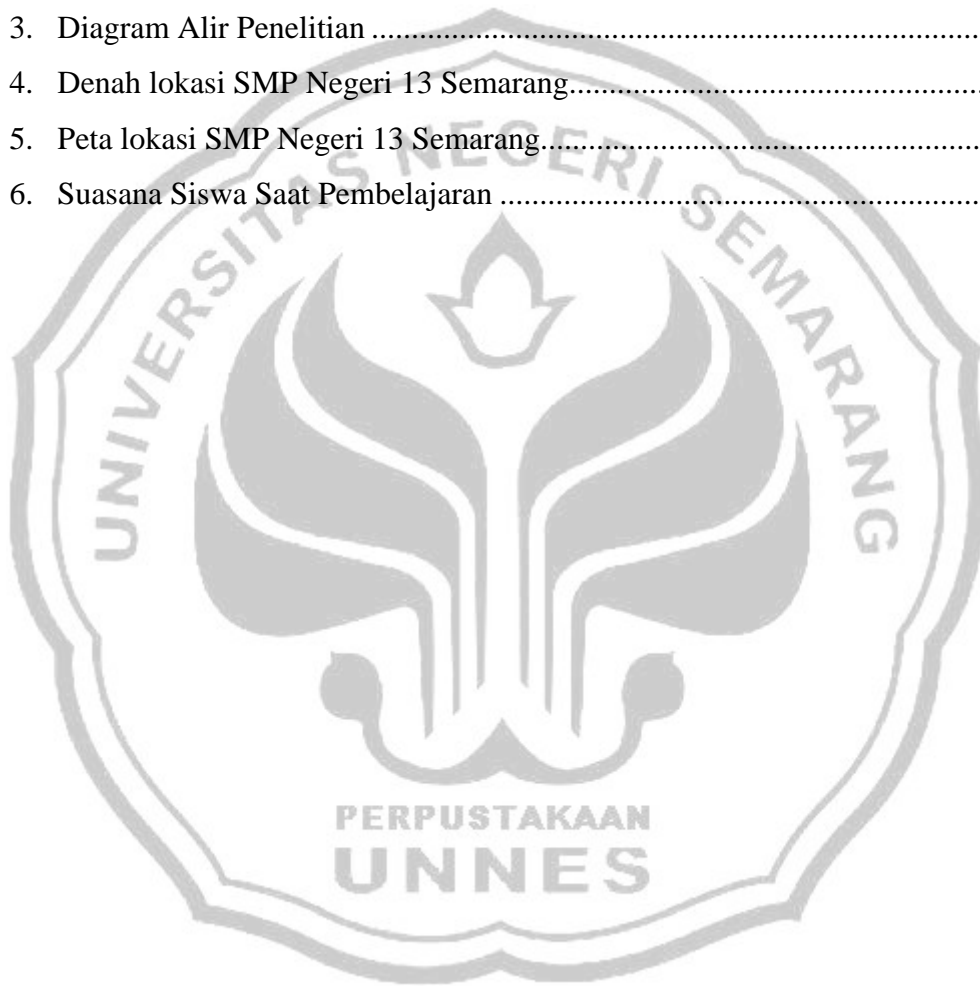 3. Diagram Alir Penelitian ........................................................................................
4. Denah lokasi SMP Negeri 13 Semarang....................................................
5. Peta lokasi SMP Negeri 13 Semarang........................................................
6. Suasana Siswa Saat Pembelajaran .............................................................
UNIVERSITAS NEGERI SEMARANG
PERPUSTAKAAN
UNNES